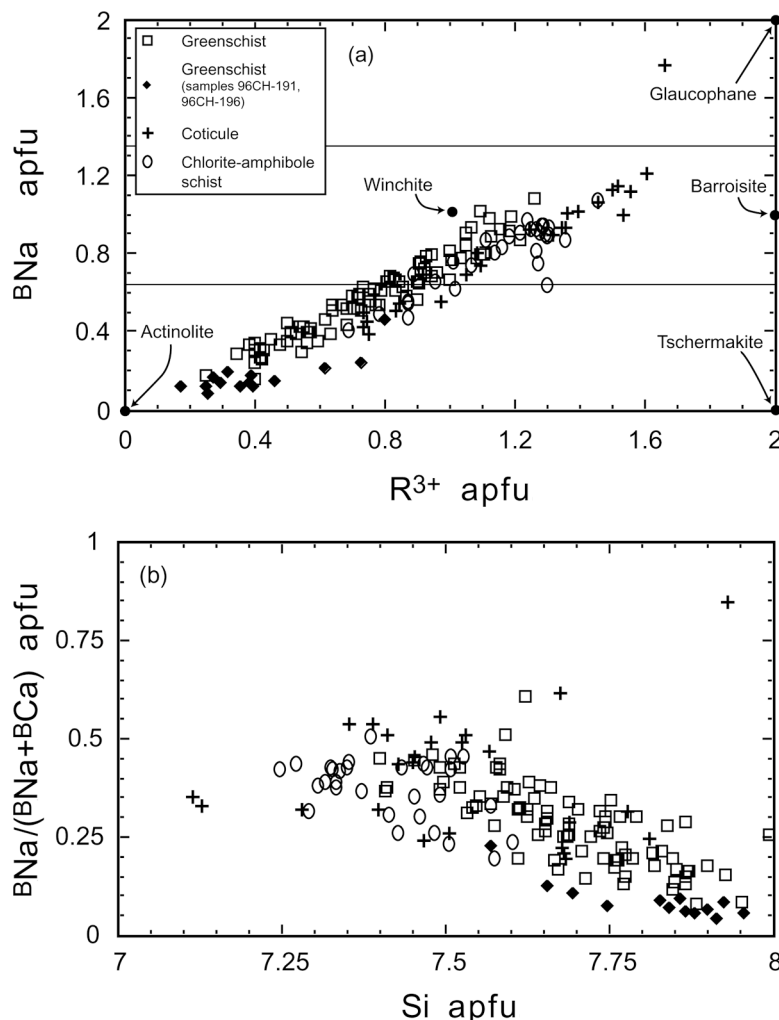 2
1.6
1.2
0.8
0.4
0
Greenschist
Greenschist
(samples 96CH-191,
96CH-196)
Coticule
Chlorite-amphibole
schist
(a)
Glaucophane
Winchite
Barroisite
Actinolite
Tschermakite
ᴮNa apfu
0 0.4 0.8 1.2 1.6 2
R³⁺ apfu
1
0.75
0.5
0.25
0
(b)
ᴮNa/(ᴮNa+ᴮCa) apfu
7 7.25 7.5 7.75 8
Si apfu